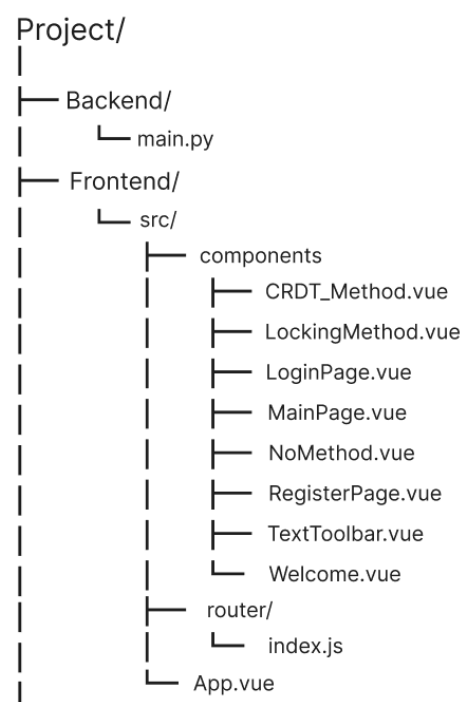 Project/
Backend/
main.py
Frontend/
src/
components
CRDT_Method.vue
LockingMethod.vue
LoginPage.vue
MainPage.vue
NoMethod.vue
RegisterPage.vue
TextToolbar.vue
Welcome.vue
router/
index.js
App.vue